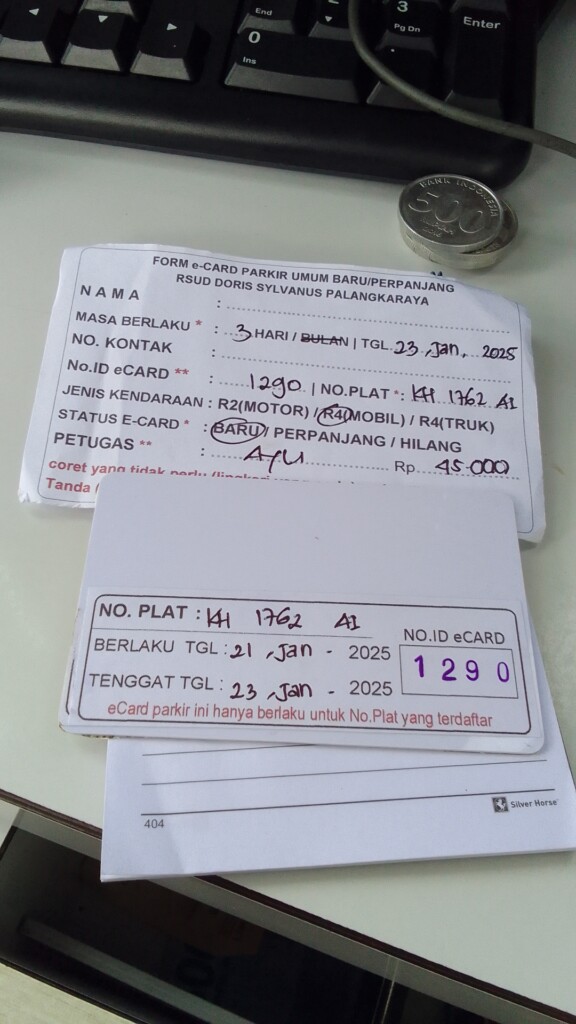 End
3
Pg Dn
Enter
0
Ins
BANK INDONESIA
500
FORM e-CARD PARKIR UMUM BARU/PERPANJANG
RSUD DORIS SYLVANUS PALANGKARAYA
NAMA :
MASA BERLAKU * : 3 HARI / BULAN | TGL 23, Jan, 2025
NO. KONTAK :
No.ID eCARD ** : 1290 | NO.PLAT *: KH 1762 AI
JENIS KENDARAAN : R2(MOTOR) / R4(MOBIL) / R4(TRUK)
STATUS E-CARD * : BARU / PERPANJANG / HILANG
PETUGAS ** : AYU Rp 45.000
coret yang tidak perlu
Tanda (
NO. PLAT : KH 1762 AI
BERLAKU TGL : 21, Jan - 2025
NO.ID eCARD
1290
TENGGAT TGL : 23, Jan - 2025
eCard parkir ini hanya berlaku untuk No.Plat yang terdaftar
Silver Horse
404